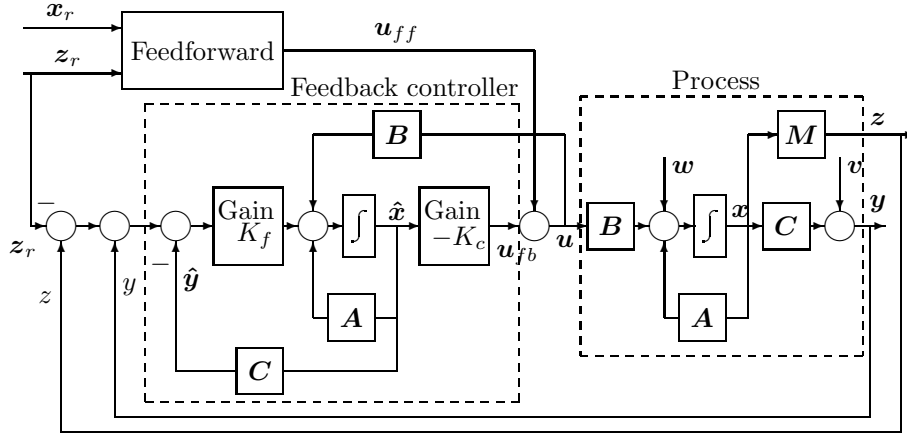 x_r
u_ff
z_r
Feedforward
Feedback controller
Process
B
M
z
w
v
−
Gain
K_f
∫
x̂
Gain
−K_c
∫
x
y
B
C
z_r
−
ŷ
u_fb
u
z
y
A
A
C